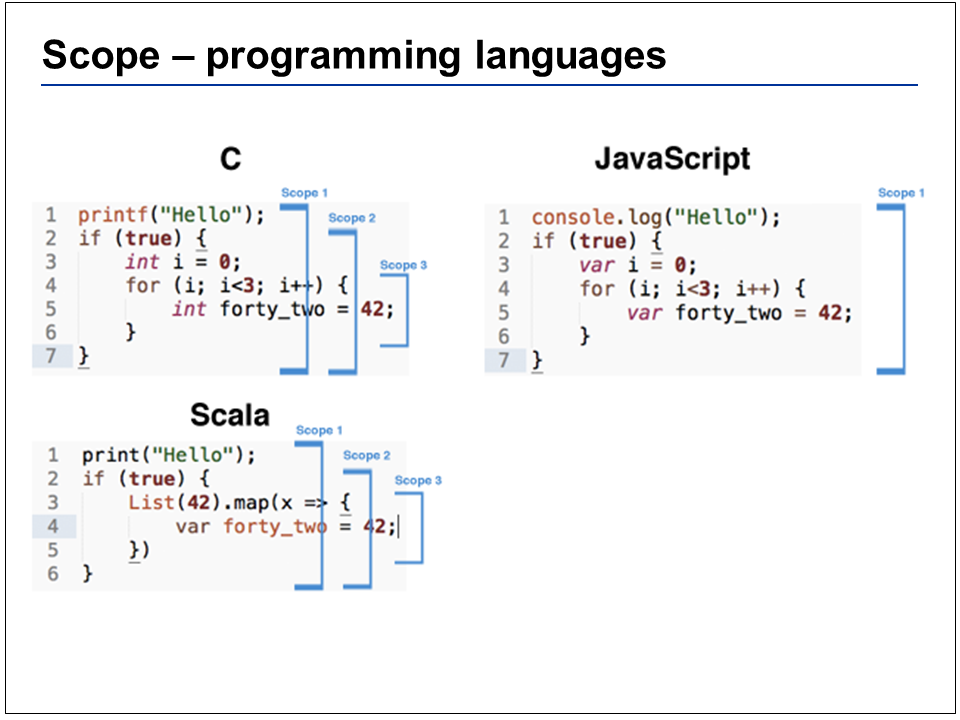 Scope – programming languages
C
Scope 1
Scope 2
Scope 3
1 printf("Hello");
2 if (true) {
3 int i = 0;
4 for (i; i<3; i++) {
5 int forty_two = 42;
6 }
7 }
JavaScript
Scope 1
1 console.log("Hello");
2 if (true) {
3 var i = 0;
4 for (i; i<3; i++) {
5 var forty_two = 42;
6 }
7 }
Scala
Scope 1
Scope 2
Scope 3
1 print("Hello");
2 if (true) {
3 List(42).map(x => {
4 var forty_two = 42;
5 })
6 }